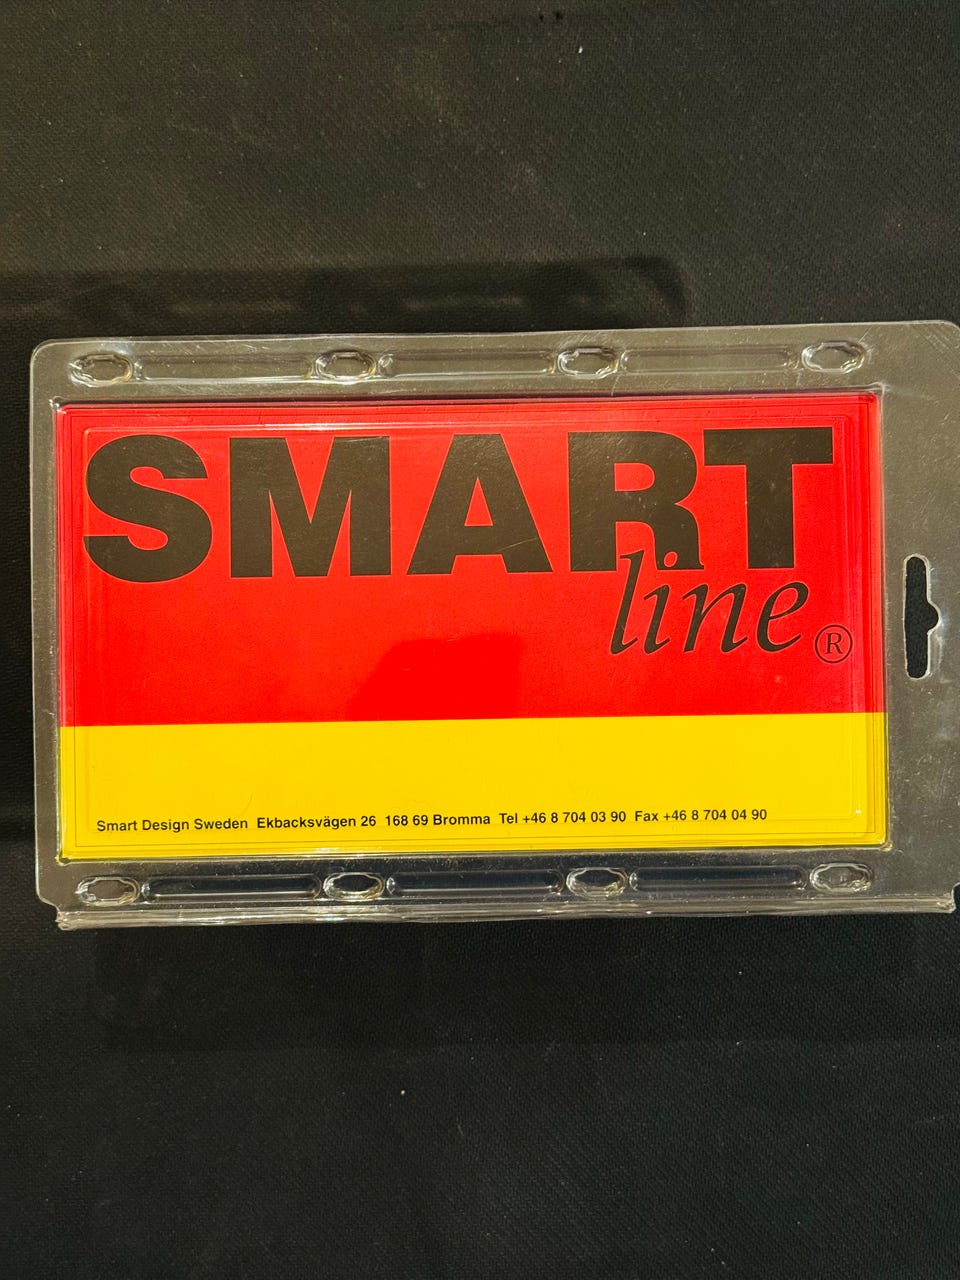 SMART
line®
Smart Design Sweden Ekbacksvägen 26 168 69 Bromma Tel +46 8 704 03 90 Fax +46 8 704 04 90